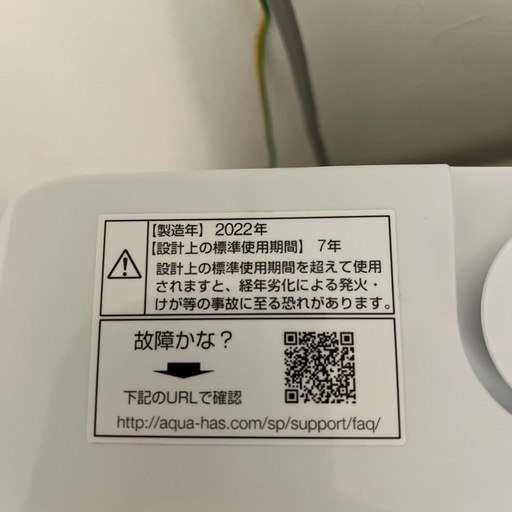 【製造年】 2022年
【設計上の標準使用期間】 7年
設計上の標準使用期間を超えて使用
されますと、経年劣化による発火・
けが等の事故に至る恐れがあります。
故障かな？
下記のURLで確認
http://aqua-has.com/sp/support/faq/